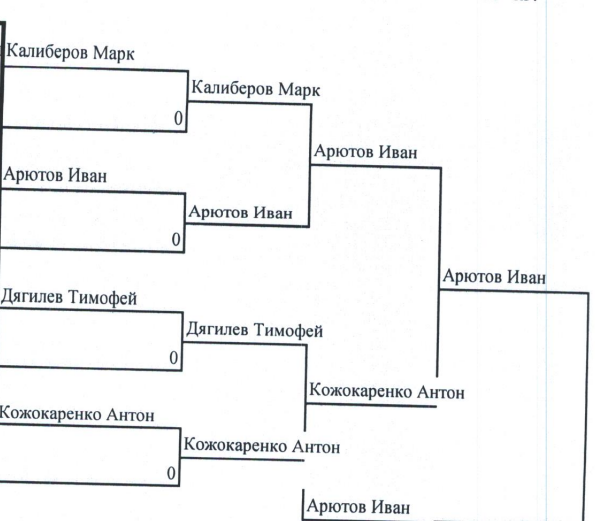 Калиберов Марк
Калиберов Марк
0
Арютов Иван
Арютов Иван
Арютов Иван
0
Арютов Иван
Дягилев Тимофей
Дягилев Тимофей
0
Кожокаренко Антон
Кожокаренко Антон
Кожокаренко Антон
0
Арютов Иван